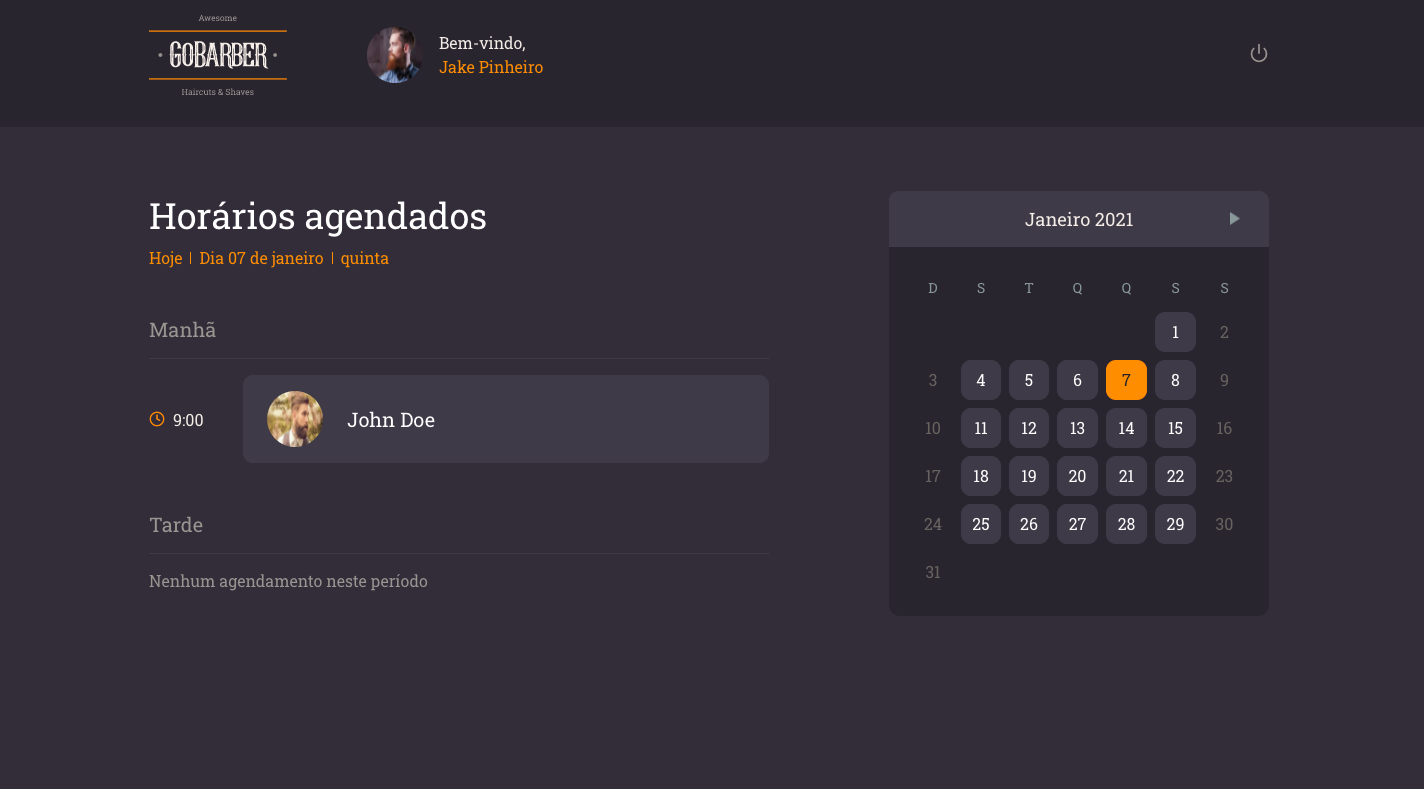 Awesome
GOBARBER
Haircuts & Shaves
Bem-vindo,
Jake Pinheiro
Horários agendados
Hoje | Dia 07 de janeiro | quinta
Manhã
9:00 John Doe
Tarde
Nenhum agendamento neste período
Janeiro 2021
D S T Q Q S S
1 2
3 4 5 6 7 8 9
10 11 12 13 14 15 16
17 18 19 20 21 22 23
24 25 26 27 28 29 30
31